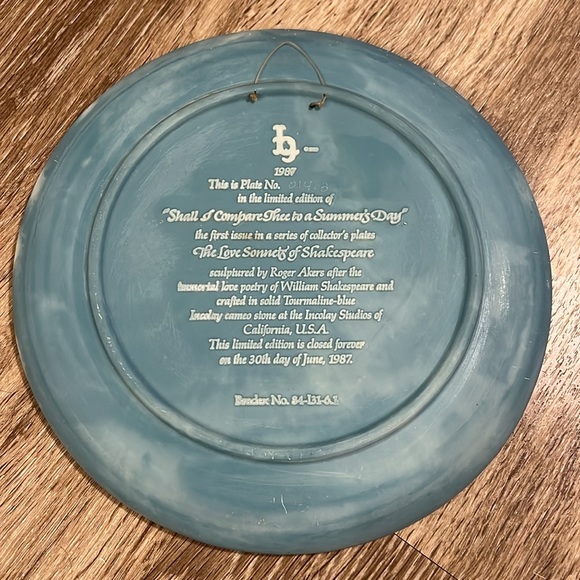 1987
This is Plate No.
in the limited edition of
"Shall I Compare Thee to a Summer's Day"
the first issue in a series of collector's plates
The Love Sonnets of Shakespeare
sculptured by Roger Akers after the
immortal love poetry of William Shakespeare and
crafted in solid Tourmaline-blue
Incolay cameo stone at the Incolay Studios of
California, U.S.A.
This limited edition is closed forever
on the 30th day of June, 1987.
Bradex No. 84-I31-6.1